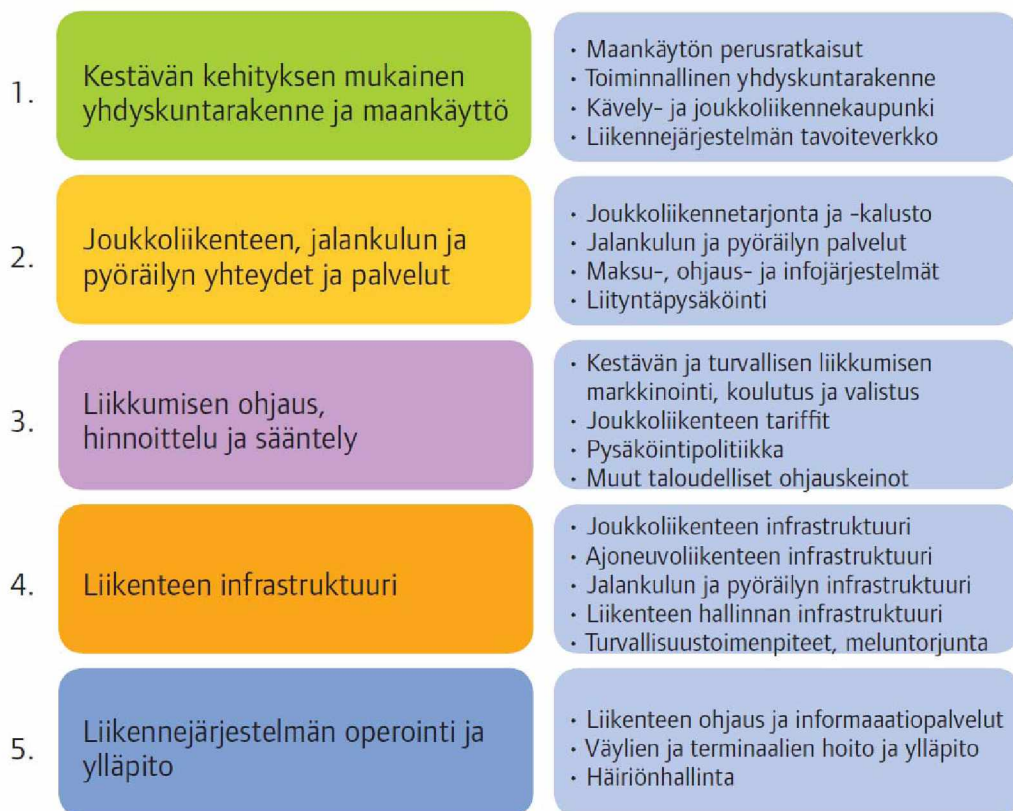 1.
Kestävän kehityksen mukainen
yhdyskuntarakenne ja maankäyttö
· Maankäytön perusratkaisut
· Toiminnallinen yhdyskuntarakenne
· Kävely- ja joukkoliikennekaupunki
· Liikennejärjestelmän tavoiteverkko
2.
Joukkoliikenteen, jalankulun ja
pyöräilyn yhteydet ja palvelut
· Joukkoliikennetarjonta ja -kalusto
· Jalankulun ja pyöräilyn palvelut
· Maksu-, ohjaus- ja infojärjestelmät
· Liityntäpysäköinti
3.
Liikkumisen ohjaus,
hinnoittelu ja sääntely
· Kestävän ja turvallisen liikkumisen
markkinointi, koulutus ja valistus
· Joukkoliikenteen tariffit
· Pysäköintipolitiikka
· Muut taloudelliset ohjauskeinot
4.
Liikenteen infrastruktuuri
· Joukkoliikenteen infrastruktuuri
· Ajoneuvoliikenteen infrastruktuuri
· Jalankulun ja pyöräilyn infrastruktuuri
· Liikenteen hallinnan infrastruktuuri
· Turvallisuustoimenpiteet, meluntorjunta
5.
Liikennejärjestelmän operointi ja
ylläpito
· Liikenteen ohjaus ja informaaatiopalvelut
· Väylien ja terminaalien hoito ja ylläpito
· Häiriönhallinta